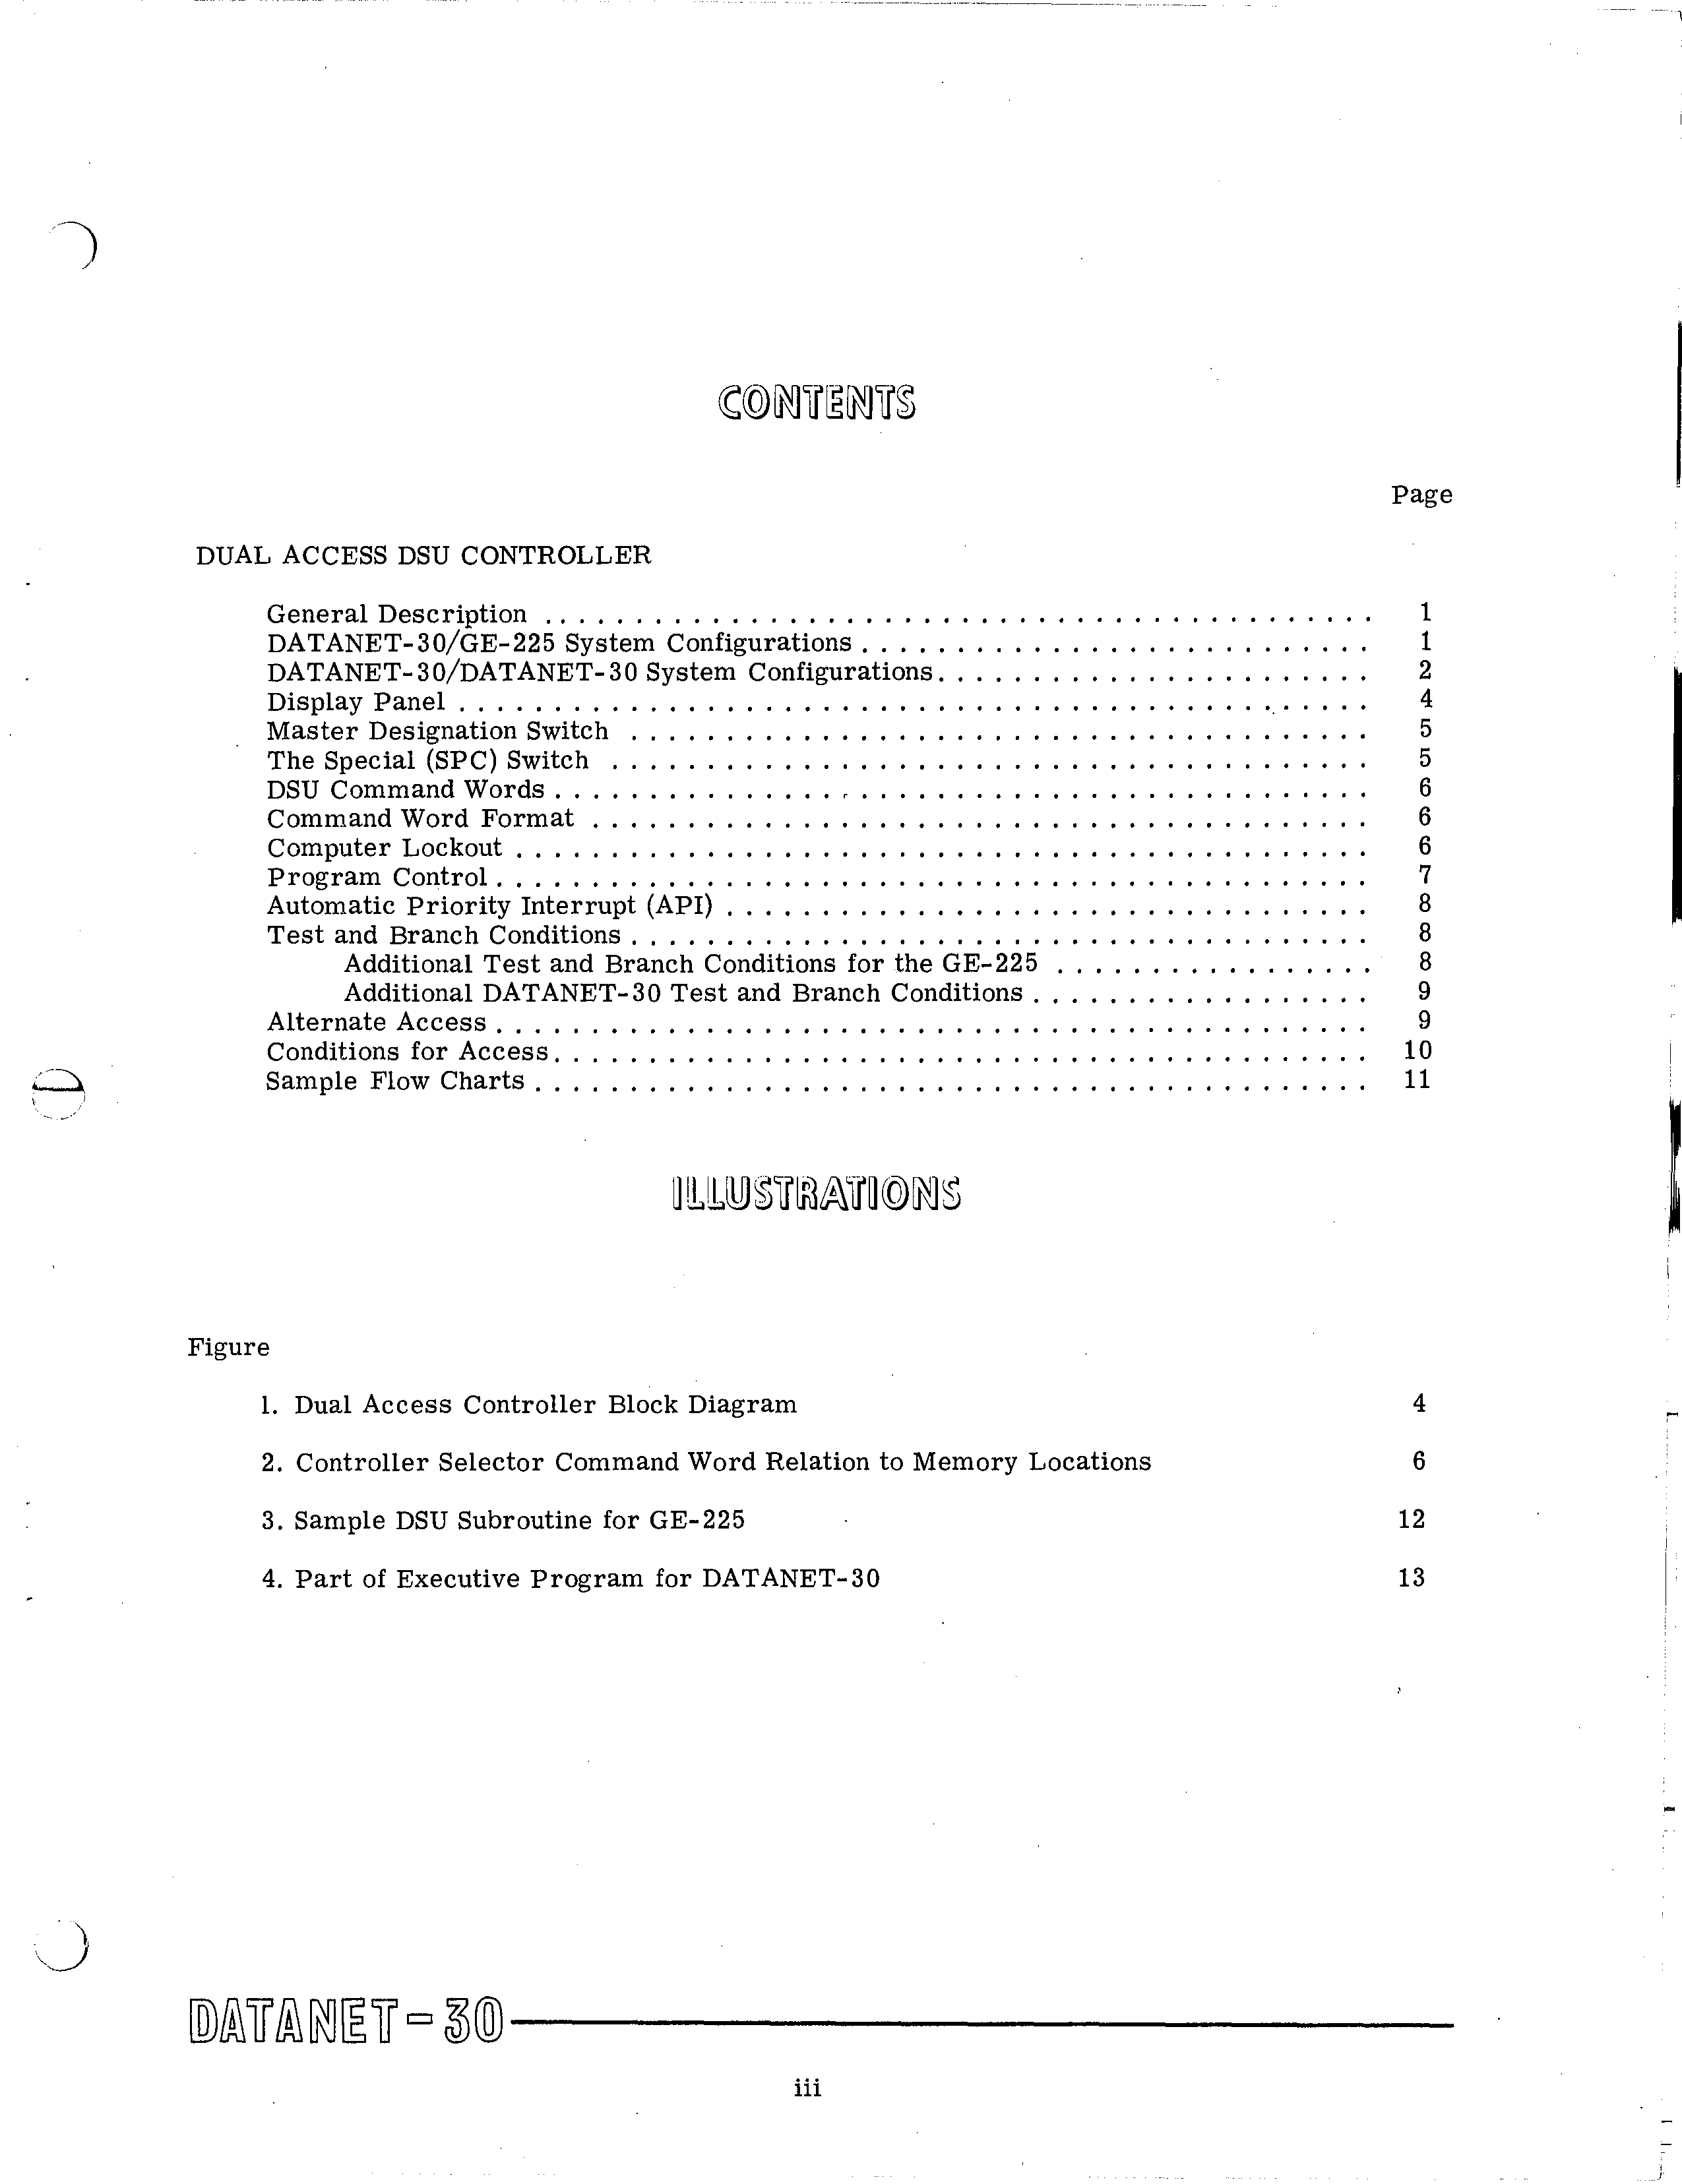 CONTENTS
Page
DUAL ACCESS DSU CONTROLLER
General Description . . . . . . . . . . . . . . . . . . . . . . . . . . . . . . . . . . . . . . . . . . . 1
DATANET-30/GE-225 System Configurations . . . . . . . . . . . . . . . . . . . . . . . . . . . 1
DATANET-30/DATANET-30 System Configurations. . . . . . . . . . . . . . . . . . . . . . . 2
Display Panel . . . . . . . . . . . . . . . . . . . . . . . . . . . . . . . . . . . . . . . . . . . . . . . . 4
Master Designation Switch . . . . . . . . . . . . . . . . . . . . . . . . . . . . . . . . . . . . . . . 5
The Special (SPC) Switch . . . . . . . . . . . . . . . . . . . . . . . . . . . . . . . . . . . . . . . . 5
DSU Command Words . . . . . . . . . . . . . . . . . . . . . . . . . . . . . . . . . . . . . . . . . . . 6
Command Word Format . . . . . . . . . . . . . . . . . . . . . . . . . . . . . . . . . . . . . . . . . 6
Computer Lockout . . . . . . . . . . . . . . . . . . . . . . . . . . . . . . . . . . . . . . . . . . . . . 6
Program Control . . . . . . . . . . . . . . . . . . . . . . . . . . . . . . . . . . . . . . . . . . . . . . 7
Automatic Priority Interrupt (API) . . . . . . . . . . . . . . . . . . . . . . . . . . . . . . . . . . 8
Test and Branch Conditions . . . . . . . . . . . . . . . . . . . . . . . . . . . . . . . . . . . . . . . 8
Additional Test and Branch Conditions for the GE-225 . . . . . . . . . . . . . . . . . 8
Additional DATANET-30 Test and Branch Conditions . . . . . . . . . . . . . . . . . . 9
Alternate Access . . . . . . . . . . . . . . . . . . . . . . . . . . . . . . . . . . . . . . . . . . . . . . 9
Conditions for Access. . . . . . . . . . . . . . . . . . . . . . . . . . . . . . . . . . . . . . . . . . . 10
Sample Flow Charts . . . . . . . . . . . . . . . . . . . . . . . . . . . . . . . . . . . . . . . . . . . . 11
ILLUSTRATIONS
Figure
1. Dual Access Controller Block Diagram 4
2. Controller Selector Command Word Relation to Memory Locations 6
3. Sample DSU Subroutine for GE-225 12
4. Part of Executive Program for DATANET-30 13
DATANET-30
iii